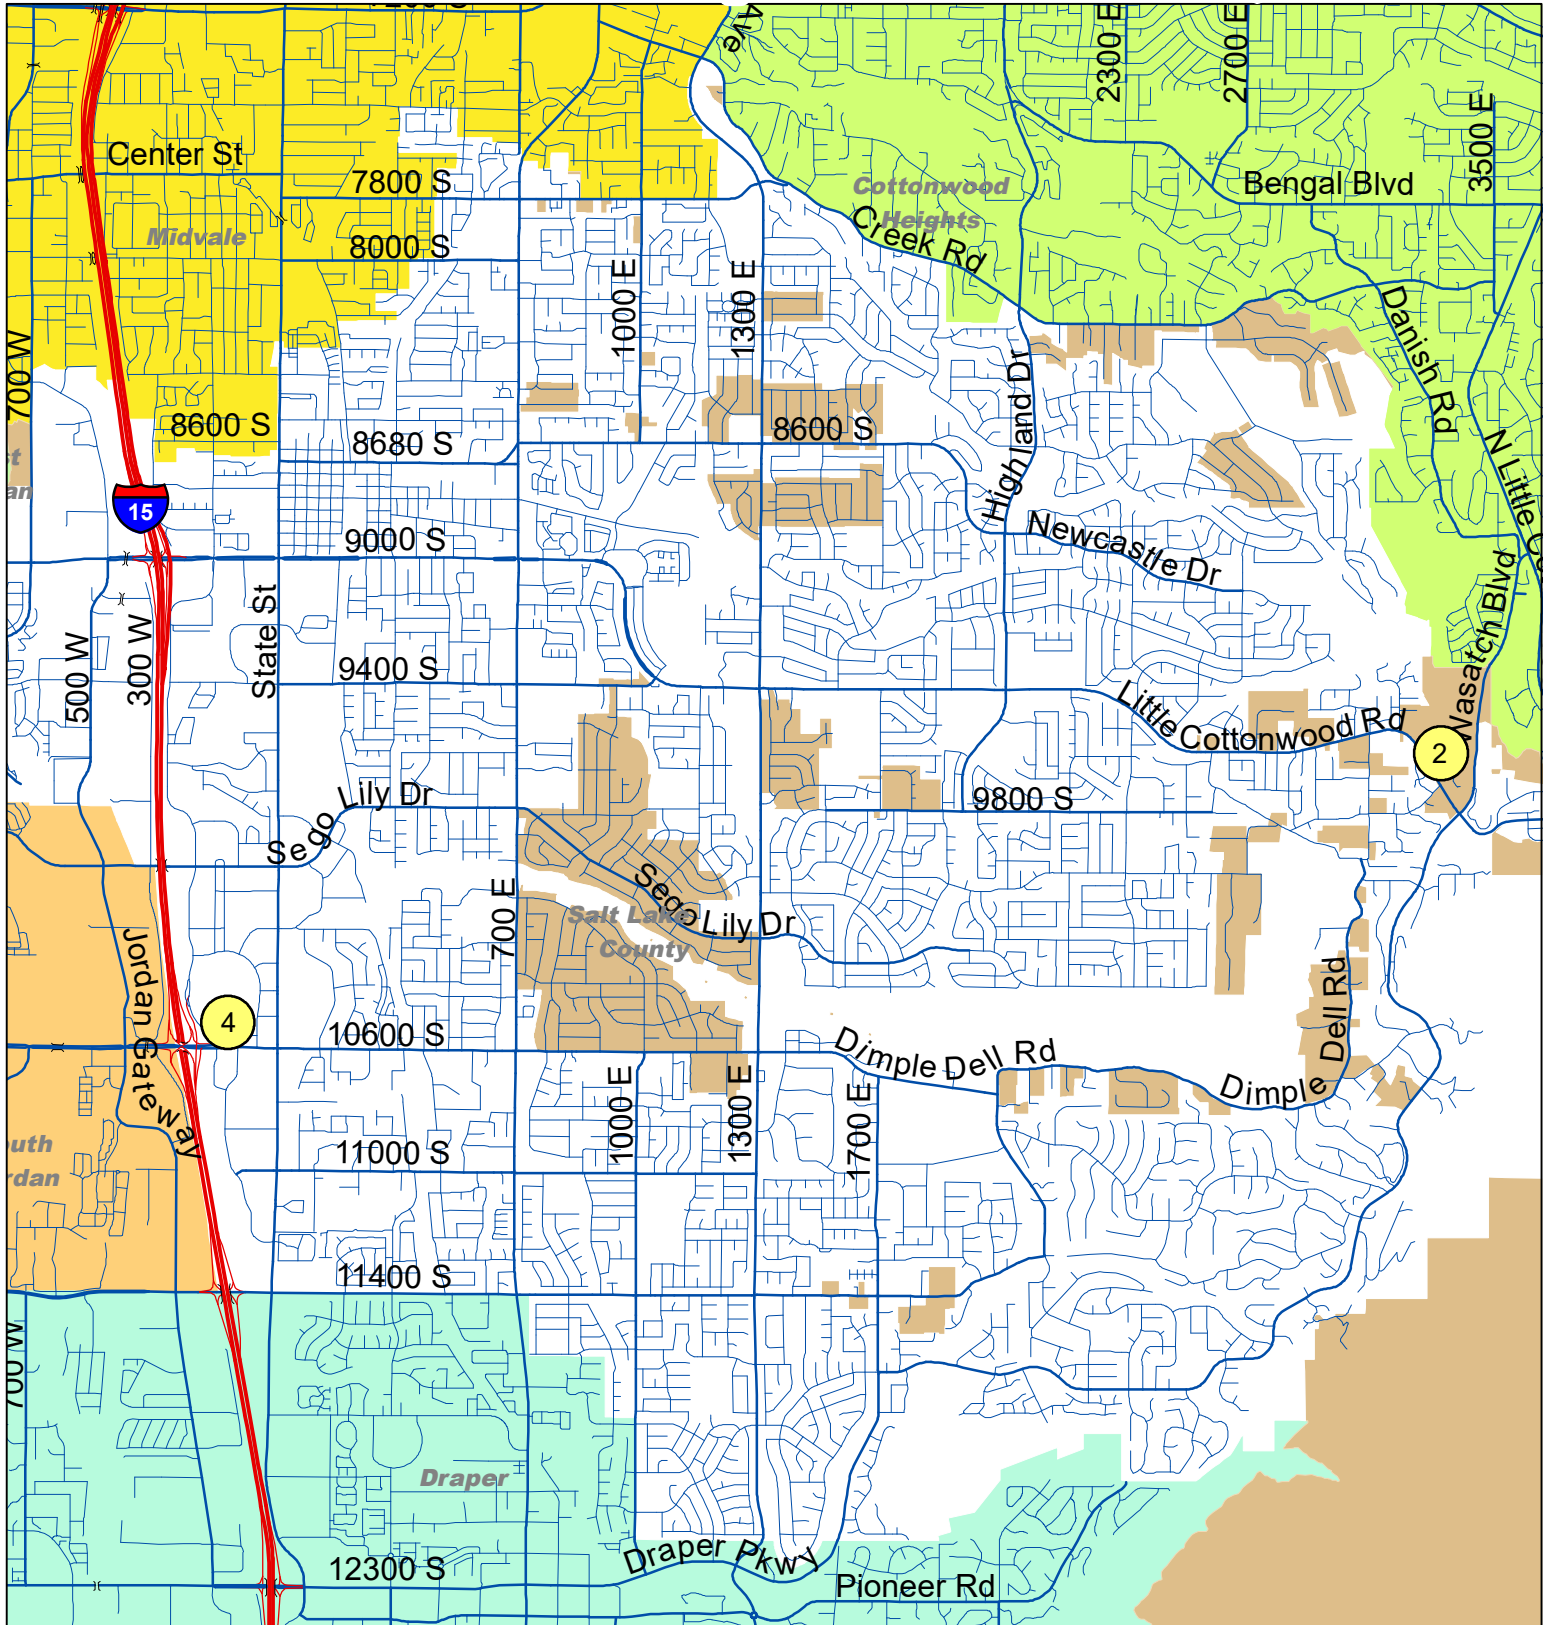 Ave
2300 E
2700 E
3500 E
Center St
7800 S
Bengal Blvd
Cottonwood
Heights
Midvale
8000 S
Creek Rd
1000 E
1300 E
Danish Rd
700 W
Highland Dr
8600 S
8680 S
8600 S
N Little
15
9000 S
Newcastle Dr
Wasatch Blvd
State St
500 W
300 W
9400 S
Little Cottonwood Rd
2
Sego Lily Dr
9800 S
700 E
Sego Lily Dr
Salt Lake
County
Jordan Gateway
4
10600 S
Dimple Dell Rd
Dimple Dell Rd
1000 E
1300 E
1700 E
11000 S
11400 S
700 W
Draper
12300 S
Draper Pkwy
Pioneer Rd